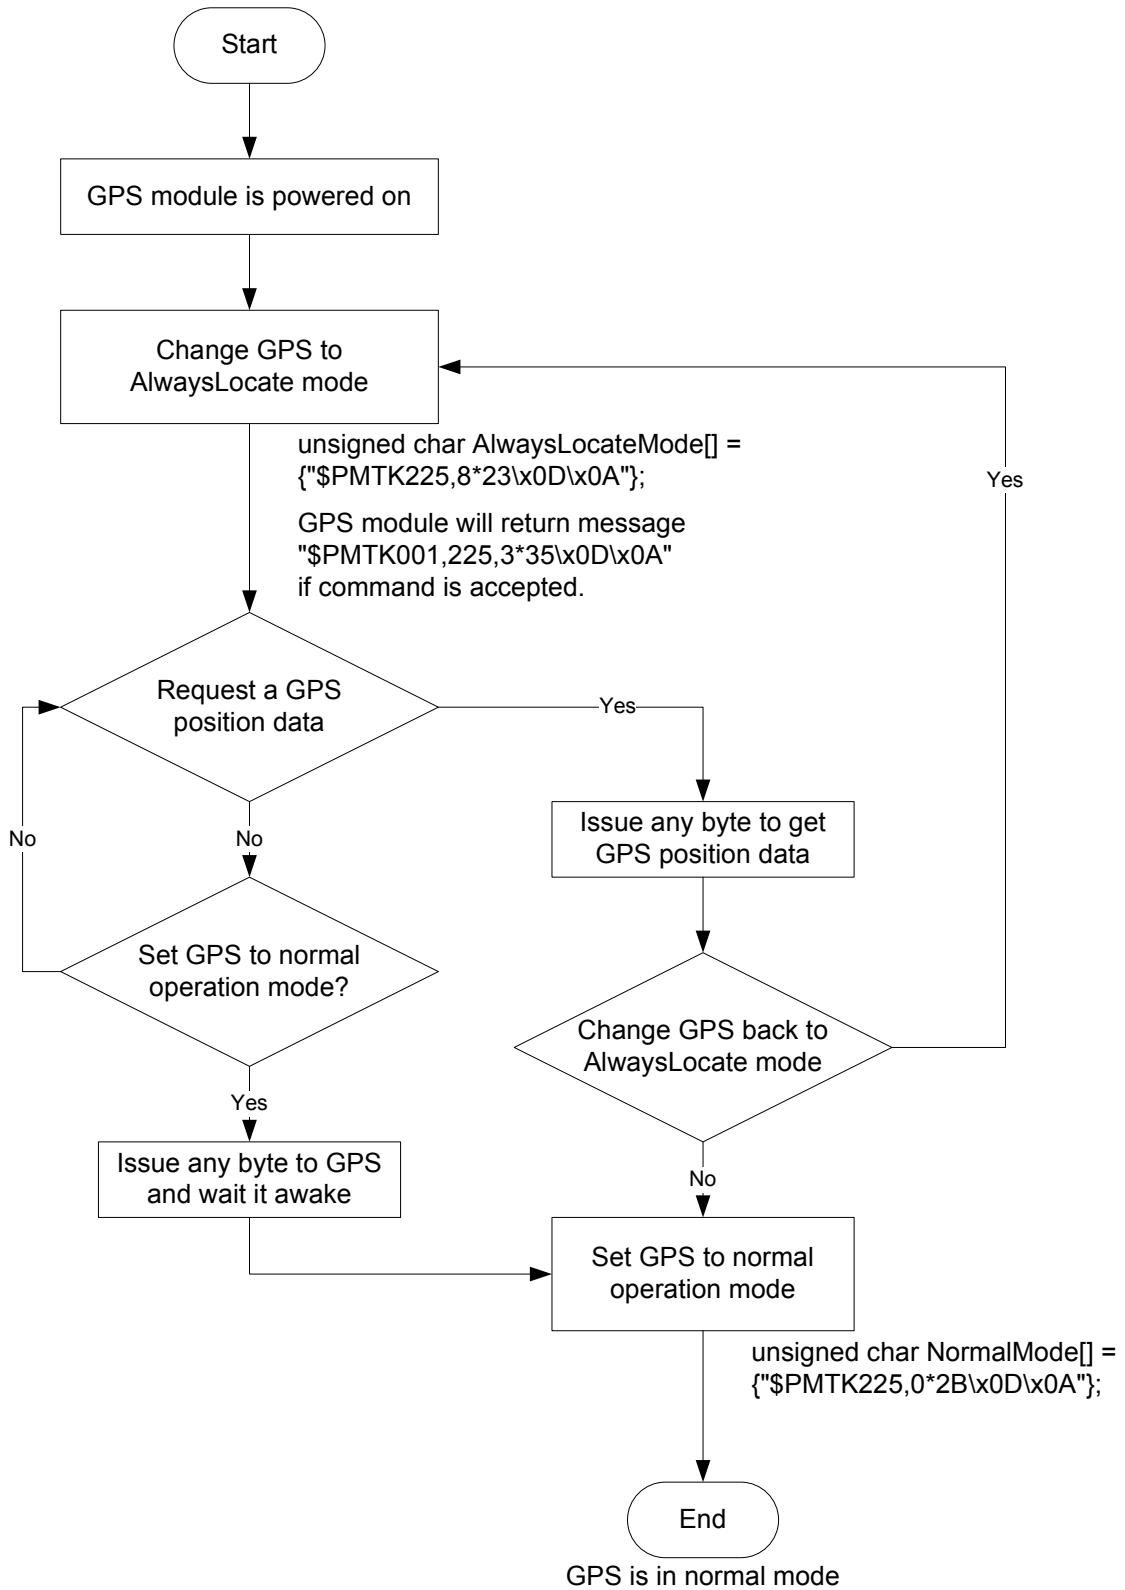 Start
GPS module is powered on
Change GPS to
AlwaysLocate mode
unsigned char AlwaysLocateMode[] =
{"$PMTK225,8*23\x0D\x0A"};
Yes
GPS module will return message
"$PMTK001,225,3*35\x0D\x0A"
if command is accepted.
Request a GPS
position data
Yes
No
No
Issue any byte to get
GPS position data
Set GPS to normal
operation mode?
Change GPS back to
AlwaysLocate mode
Yes
Issue any byte to GPS
and wait it awake
No
Set GPS to normal
operation mode
unsigned char NormalMode[] =
{"$PMTK225,0*2B\x0D\x0A"};
End
GPS is in normal mode